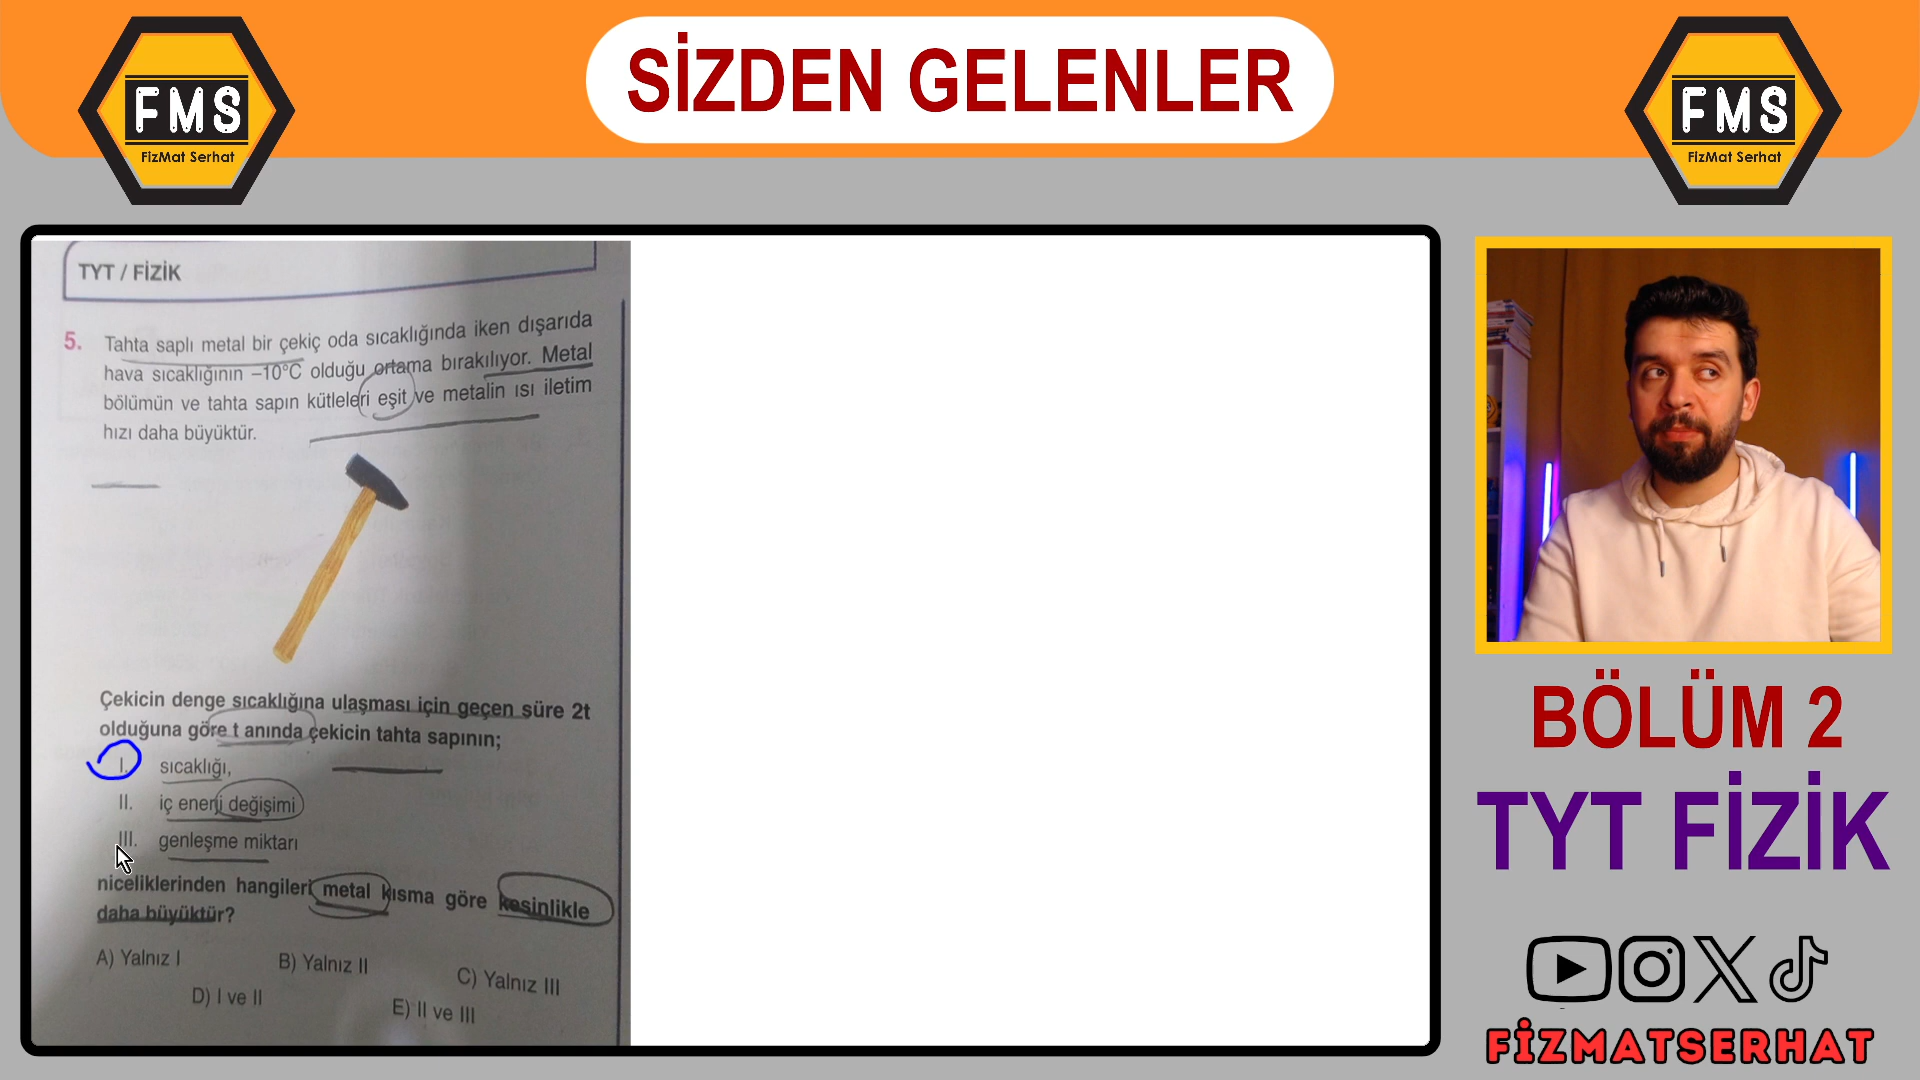 SİZDEN GELENLER
FMS
FizMat Serhat
FMS
FizMat Serhat
TYT / FİZİK
5. Tahta saplı metal bir çekiç oda sıcaklığında iken dışarıda
hava sıcaklığının –10°C olduğu ortama bırakılıyor. Metal
bölümün ve tahta sapın kütleleri eşit ve metalin ısı iletim
hızı daha büyüktür.
Çekicin denge sıcaklığına ulaşması için geçen süre 2t
olduğuna göre t anında çekicin tahta sapının;
I. sıcaklığı,
II. iç enerji değişimi
III. genleşme miktarı
niceliklerinden hangileri metal kısma göre kesinlikle
daha büyüktür?
A) Yalnız I
B) Yalnız II
C) Yalnız III
D) I ve II
E) II ve III
BÖLÜM 2
TYT FİZİK
FİZMATSERHAT